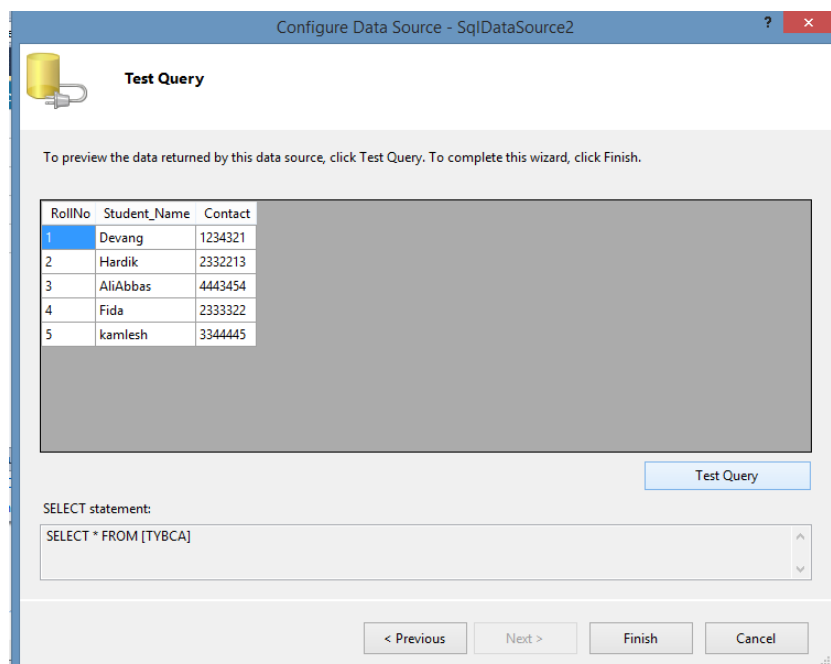 Configure Data Source - SqlDataSource2
?
Test Query
To preview the data returned by this data source, click Test Query. To complete this wizard, click Finish.
RollNo Student_Name Contact
1 Devang 1234321
2 Hardik 2332213
3 AliAbbas 4443454
4 Fida 2333322
5 kamlesh 3344445
Test Query
SELECT statement:
SELECT * FROM [TYBCA]
< Previous Next > Finish Cancel